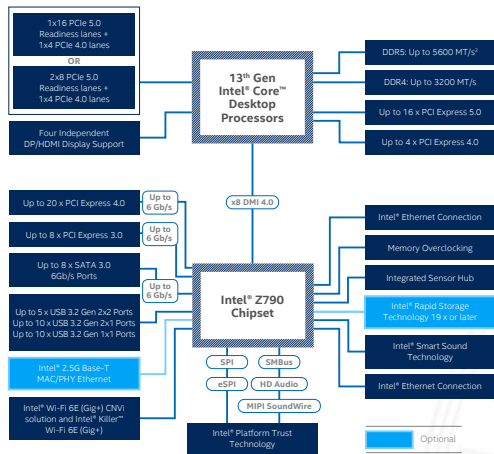 1x16 PCIe 5.0
Readiness lanes +
1x4 PCIe 4.0 lanes
OR
2x8 PCIe 5.0
Readiness lanes +
1x4 PCIe 4.0 lanes
Four Independent
DP/HDMI Display Support
13th Gen
Intel® Core™
Desktop
Processors
DDR5: Up to 5600 MT/s²
DDR4: Up to 3200 MT/s
Up to 16 x PCI Express 5.0
Up to 4 x PCI Express 4.0
x8 DMI 4.0
Up to 20 x PCI Express 4.0
Up to
6 Gb/s
Up to 8 x PCI Express 3.0
Up to
6 Gb/s
Up to 8 x SATA 3.0
6Gb/s Ports
Up to
6 Gb/s
Up to 5 x USB 3.2 Gen 2x2 Ports
Up to 10 x USB 3.2 Gen 2x1 Ports
Up to 10 x USB 3.2 Gen 1x1 Ports
Intel® 2.5G Base-T
MAC/PHY Ethernet
Intel® Wi-Fi 6E (Gig+) CNVi
solution and Intel® Killer™
Wi-Fi 6E (Gig+)
Intel® Z790
Chipset
SPI
SMBus
eSPI
HD Audio
MIPI SoundWire
Intel® Platform Trust
Technology
Intel® Ethernet Connection
Memory Overclocking
Integrated Sensor Hub
Intel® Rapid Storage
Technology 19.x or later
Intel® Smart Sound
Technology
Intel® Ethernet Connection
Optional